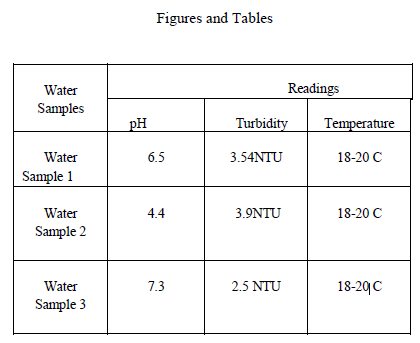 Figures and Tables
Water Samples
Readings
pH
Turbidity
Temperature
Water Sample 1
6.5
3.54NTU
18-20 C
Water Sample 2
4.4
3.9NTU
18-20 C
Water Sample 3
7.3
2.5 NTU
18-20 C